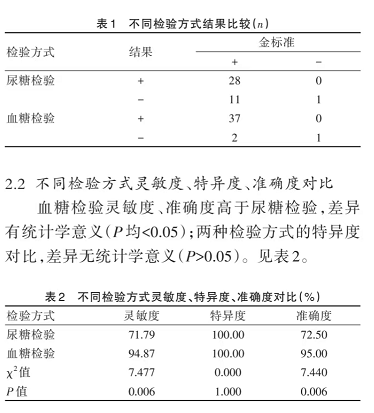 表1 不同检验方式结果比较(n)
检验方式 结果 金标准
+ -
尿糖检验 + 28 0
- 11 1
血糖检验 + 37 0
- 2 1
2.2 不同检验方式灵敏度、特异度、准确度对比
血糖检验灵敏度、准确度高于尿糖检验,差异
有统计学意义(P均<0.05);两种检验方式的特异度
对比,差异无统计学意义(P>0.05)。见表2。
表2 不同检验方式灵敏度、特异度、准确度对比(%)
检验方式 灵敏度 特异度 准确度
尿糖检验 71.79 100.00 72.50
血糖检验 94.87 100.00 95.00
χ²值 7.477 0.000 7.440
P值 0.006 1.000 0.006